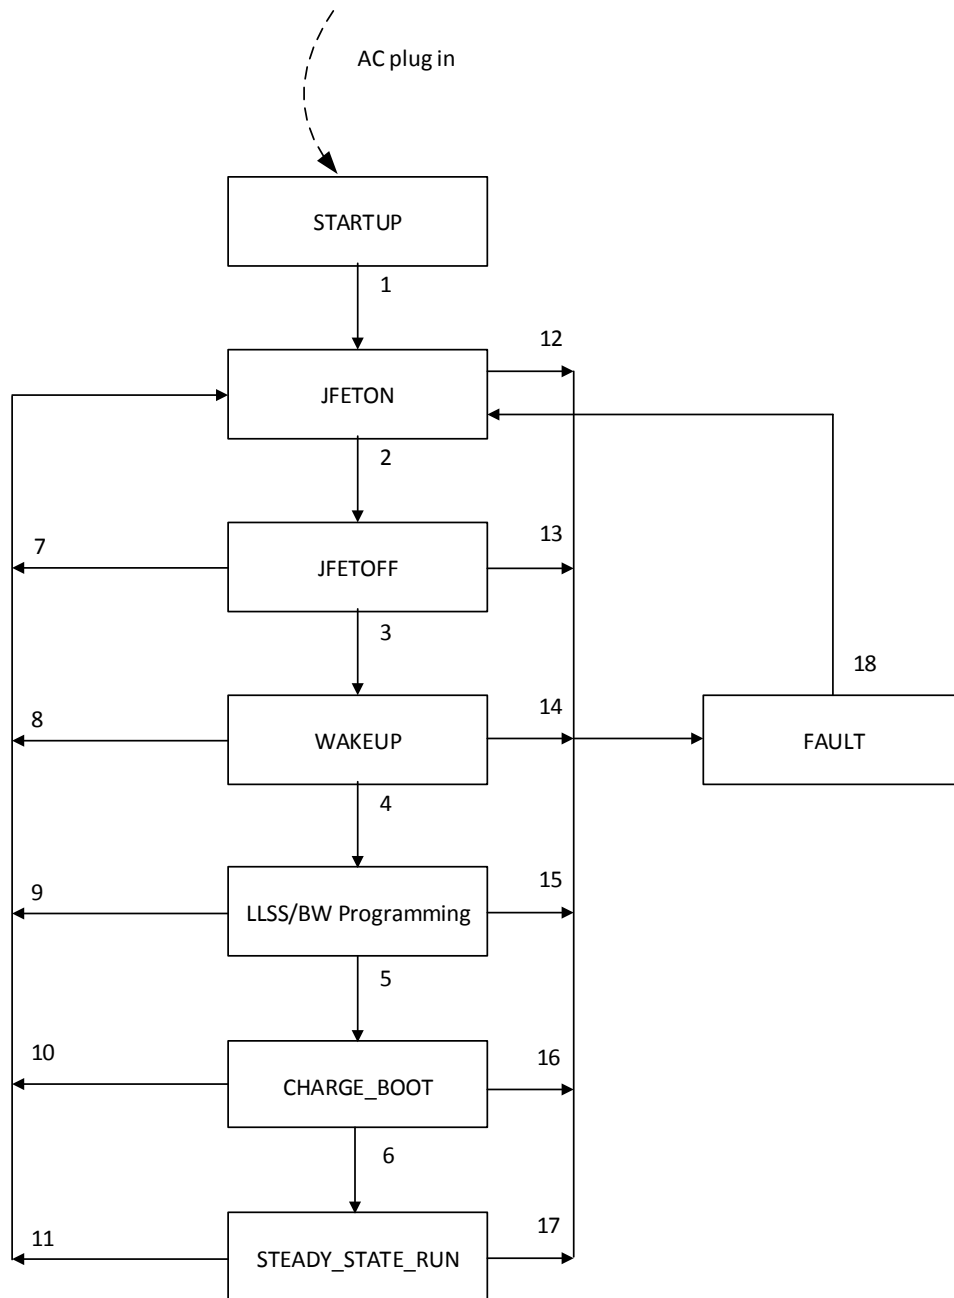 AC plug in
STARTUP
1
12
JFETON
2
7
13
JFETOFF
3
18
8
14
WAKEUP
FAULT
4
9
15
LLSS/BW Programming
5
10
16
CHARGE_BOOT
6
11
17
STEADY_STATE_RUN